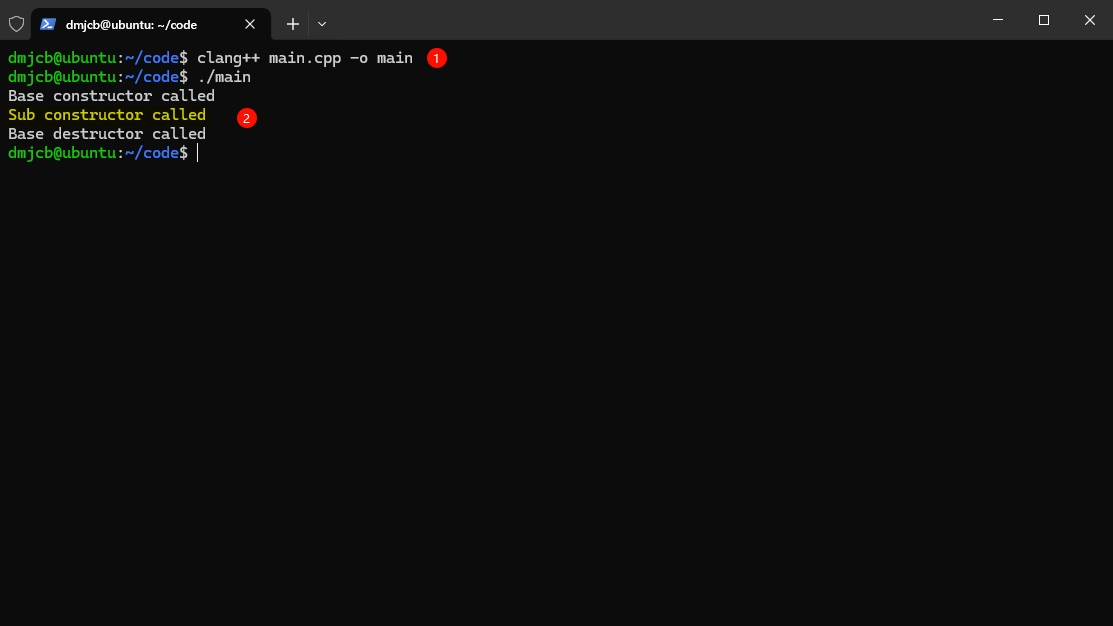 dmjcb@ubuntu: ~/code
dmjcb@ubuntu:~/code$ clang++ main.cpp -o main 1
dmjcb@ubuntu:~/code$ ./main
Base constructor called
Sub constructor called 2
Base destructor called
dmjcb@ubuntu:~/code$